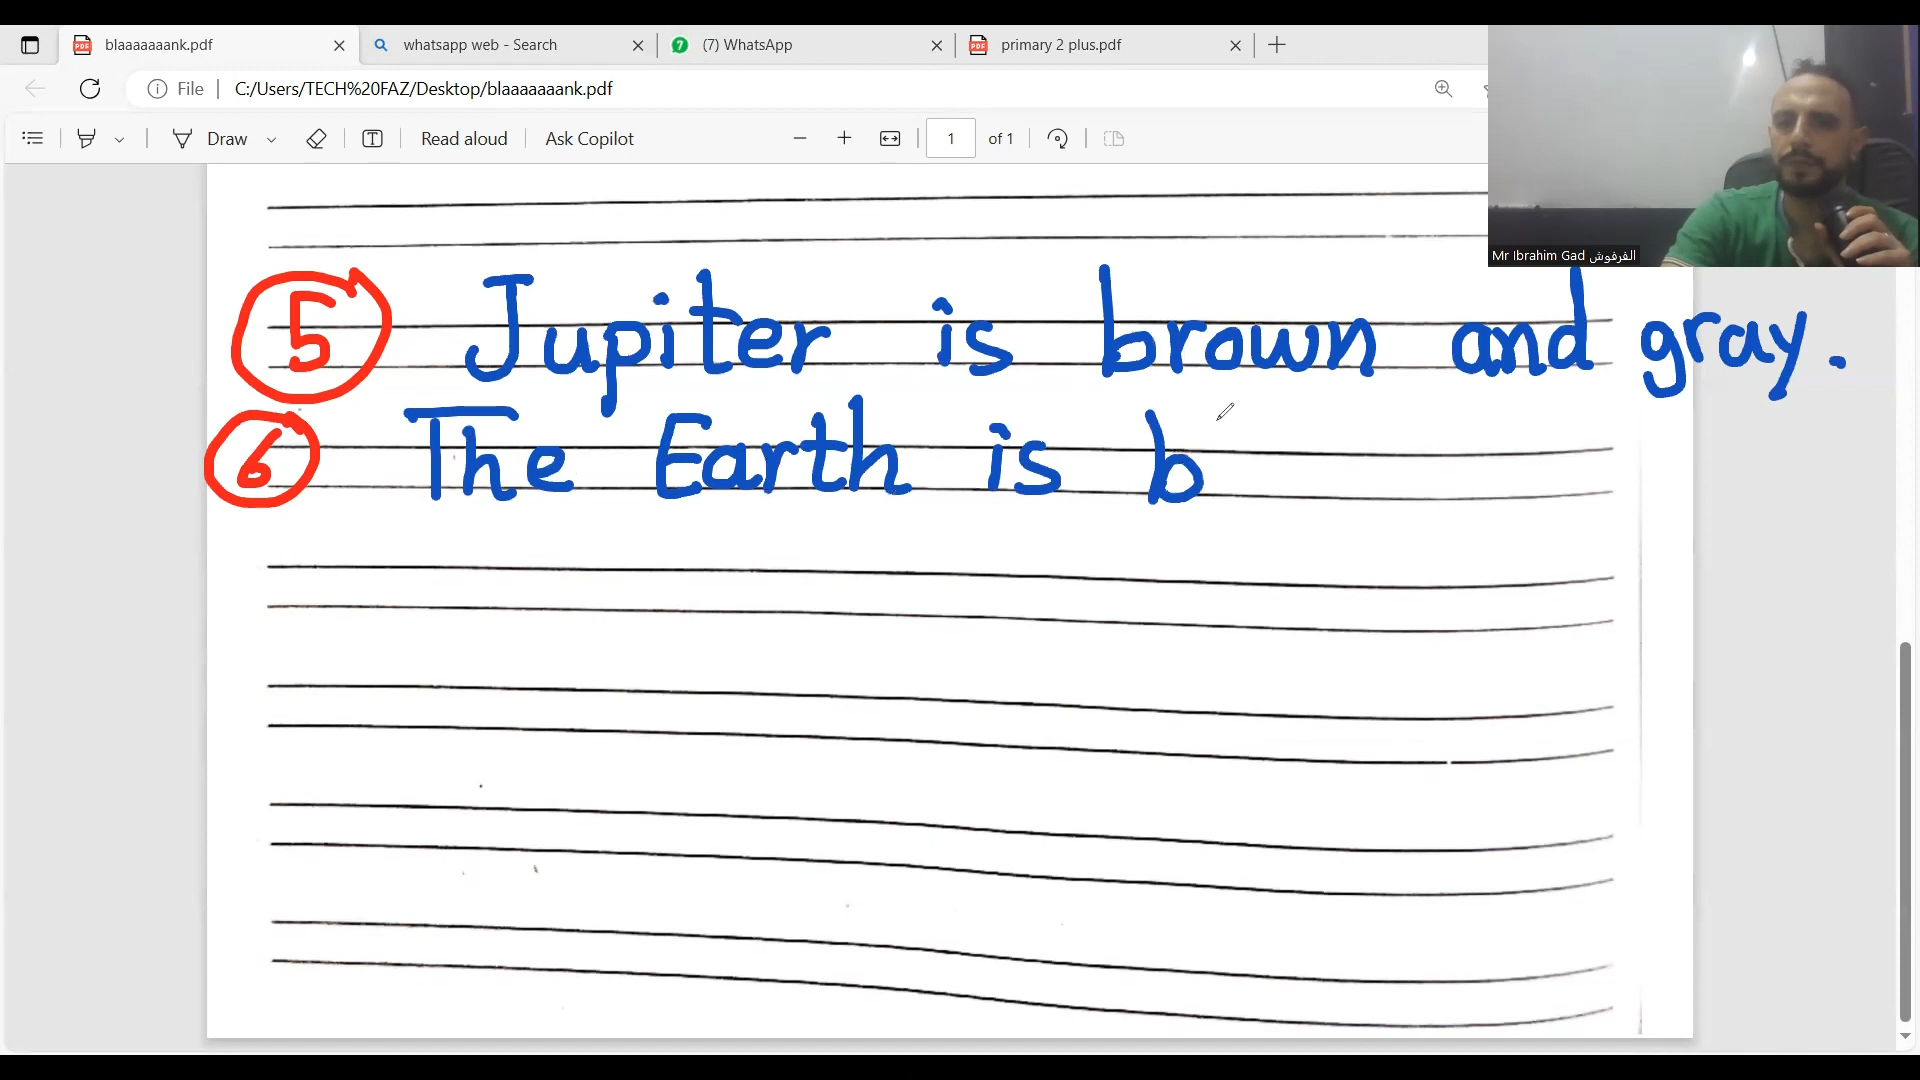 blaaaaaaank.pdf
whatsapp web - Search
7
(7) WhatsApp
primary 2 plus.pdf
File
C:/Users/TECH%20FAZ/Desktop/blaaaaaaank.pdf
Draw
Read aloud
Ask Copilot
1 of 1
Mr Ibrahim Gad القرفوش
5 Jupiter is brown and gray.
6 The Earth is b